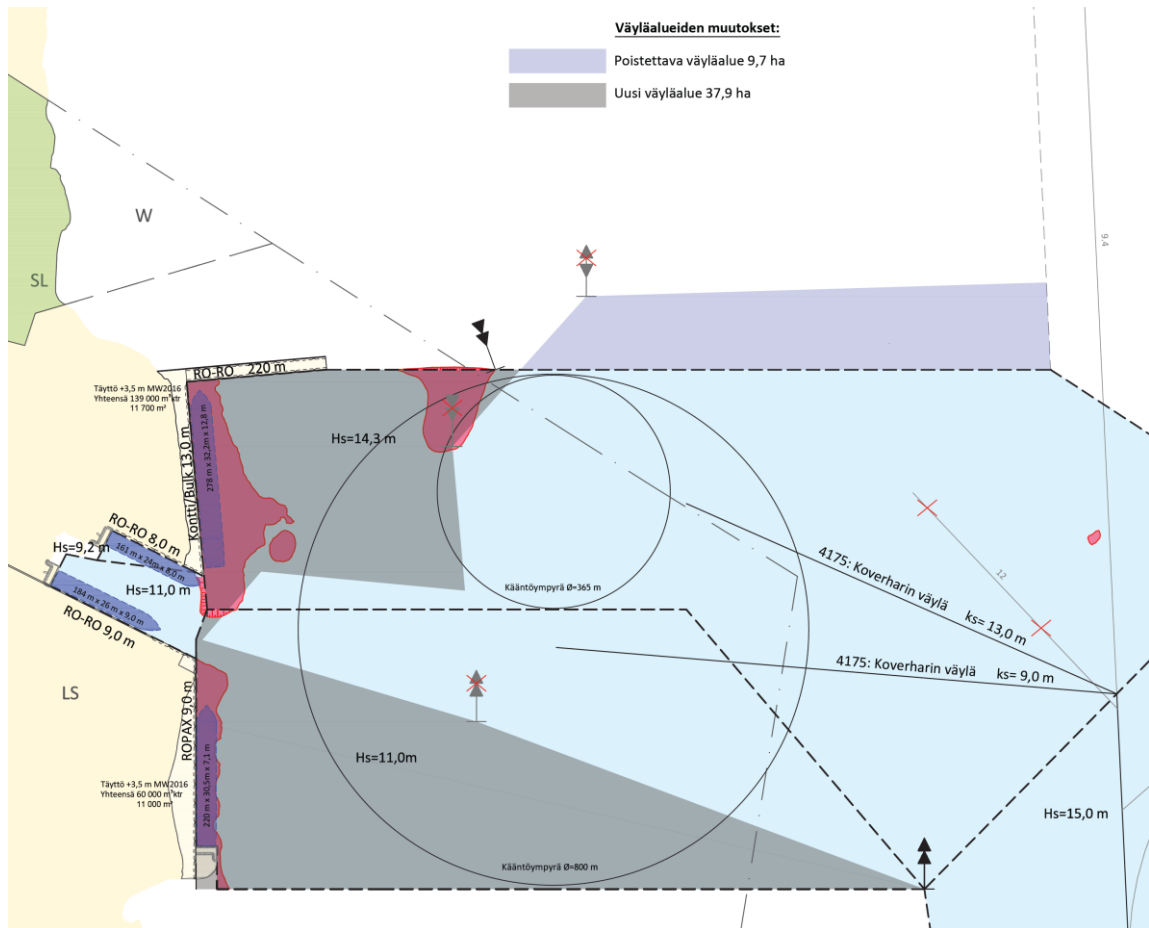 Väyläalueiden muutokset:
Poistettava väyläalue 9,7 ha
Uusi väyläalue 37,9 ha
W
SL
9.4
RO-RO 220 m
Täyttö +3,5 m MW2016
Yhteensä 139 000 m³ktr
11 700 m²
Kontti/Bulk 13,0 m
278 m x 32,2m x 12,8 m
Hs=14,3 m
RO-RO 8,0 m
161 m x 24m x 8,0 m
Hs=9,2 m
Hs=11,0 m
184 m x 26 m x 9,0 m
RO-RO 9,0 m
Kääntöympyrä Ø=365 m
12
4175: Koverharin väylä ks= 13,0 m
4175: Koverharin väylä ks= 9,0 m
LS
ROPAX 9,0 m
220 m x 30,5m x 7,1 m
Hs=11,0m
Täyttö +3,5 m MW2016
Yhteensä 60 000 m³ktr
11 000 m²
Hs=15,0 m
Kääntöympyrä Ø=800 m